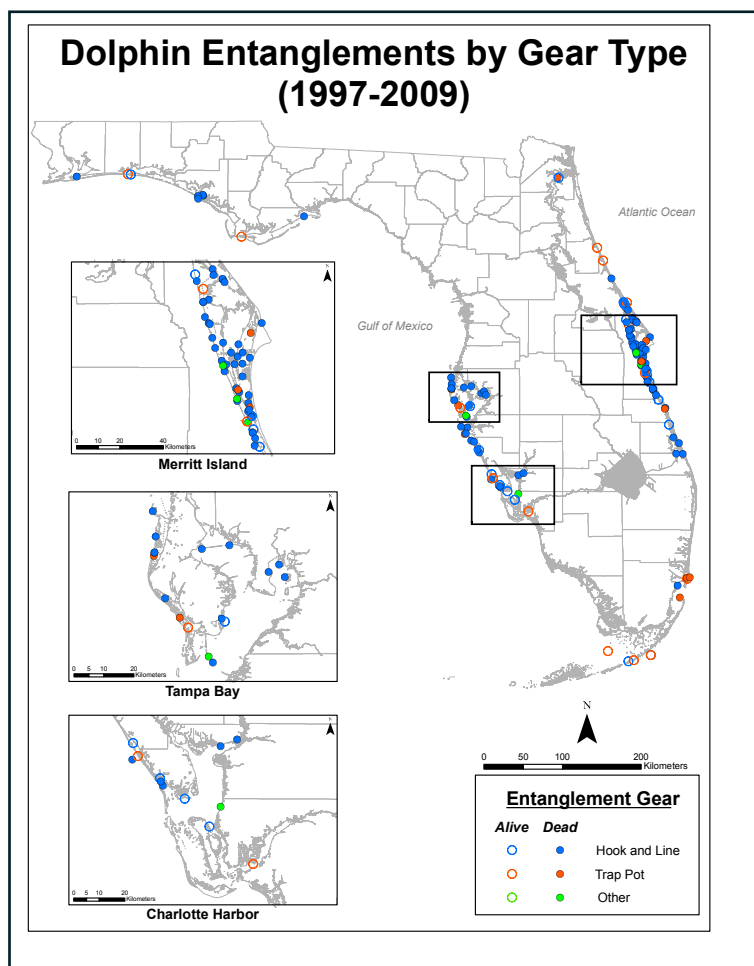 Dolphin Entanglements by Gear Type
(1997-2009)
Atlantic Ocean
Gulf of Mexico
N
0 10 20 40
Kilometers
Merritt Island
N
0 5 10 20
Kilometers
Tampa Bay
N
0 5 10 20
Kilometers
Charlotte Harbor
N
0 50 100 200
Kilometers
Entanglement Gear
Alive Dead
Hook and Line
Trap Pot
Other